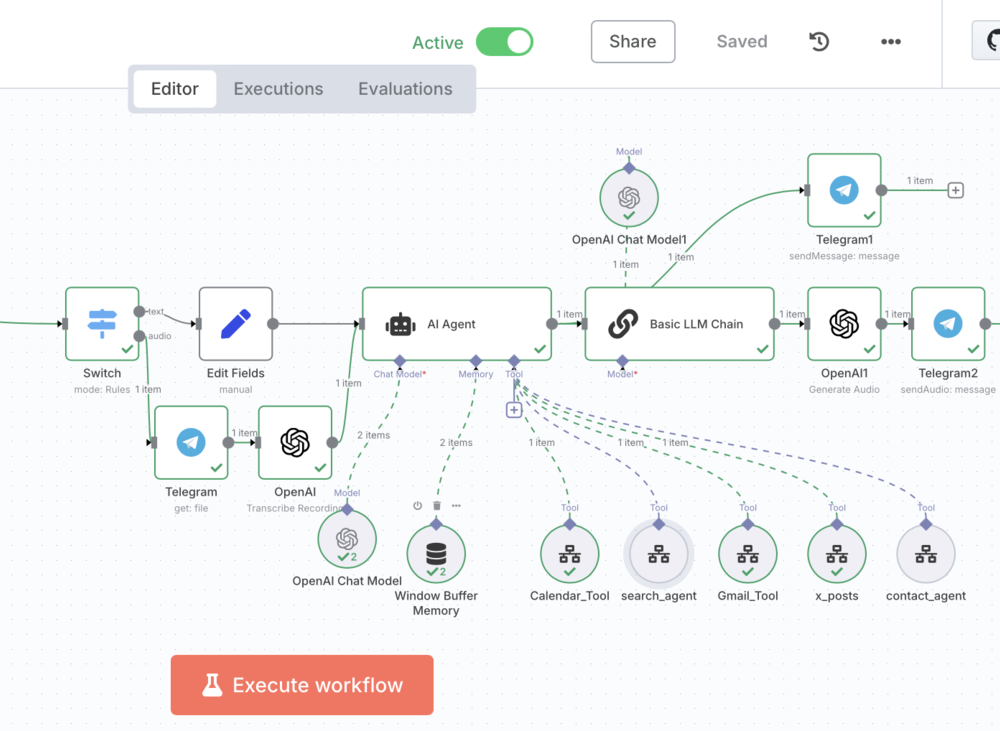 Active
Share
Saved
Editor
Executions
Evaluations
Model
OpenAI Chat Model1
1 item
1 item
1 item
Telegram1
sendMessage: message
text
audio
Switch
mode: Rules
1 item
Edit Fields
manual
AI Agent
Chat Model*
Memory
Tool
1 item
Basic LLM Chain
Model*
1 item
OpenAI1
Generate Audio
1 item
Telegram2
sendAudio: message
1 item
Telegram
get: file
1 item
OpenAI
Transcribe Recording
2 items
2 items
1 item
1 item
1 item
Model
2
OpenAI Chat Model
2
Window Buffer
Memory
Tool
Calendar_Tool
Tool
search_agent
Tool
Gmail_Tool
Tool
x_posts
Tool
contact_agent
Execute workflow